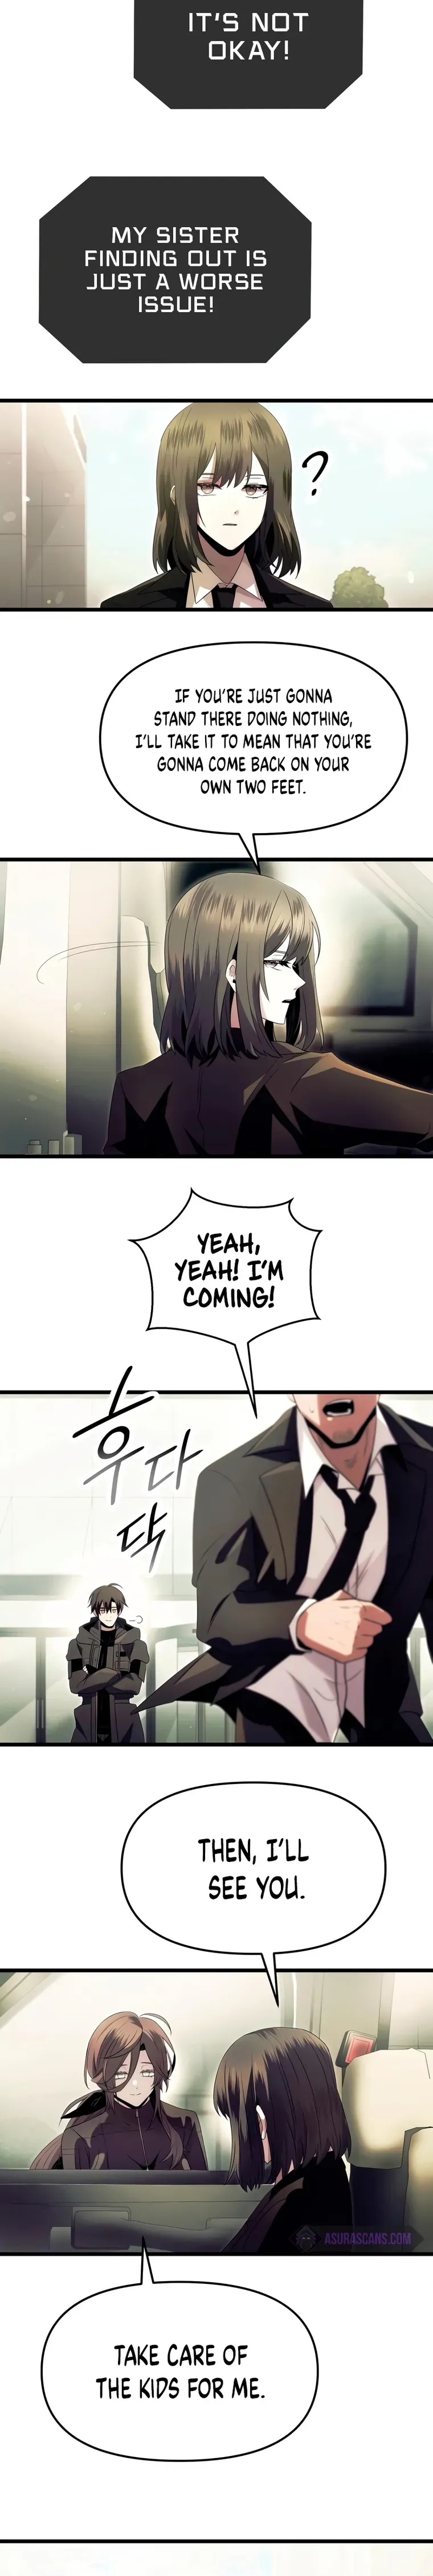 IT'S NOT
OKAY!
MY SISTER
FINDING OUT IS
JUST A WORSE
ISSUE!
?
IF YOU'RE JUST GONNA
STAND THERE DOING NOTHING,
I'LL TAKE IT TO MEAN THAT YOU'RE
GONNA COME BACK ON YOUR
OWN TWO FEET.
YEAH,
YEAH! I'M
COMING!
후다
닥
THEN, I'LL
SEE YOU.
ASURASCANS.COM
TAKE CARE OF
THE KIDS FOR ME.